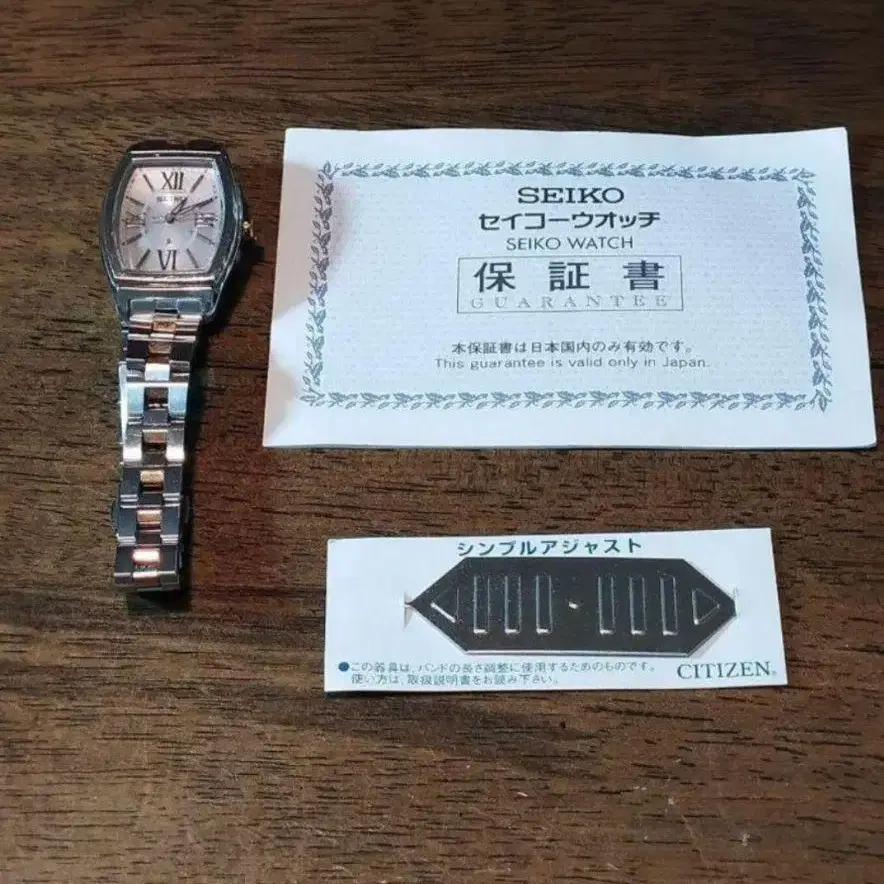 XII
SEIKO
VI
SEIKO
セイコーウオッチ
SEIKO WATCH
保証書
GUARANTEE
本保証書は日本国内のみ有効です。
This guarantee is valid only in Japan.
シンプルアジャスト
●この器具は、バンドの長さ調整に使用するためのものです。
使い方は、取扱説明書をお読み下さい。
CITIZEN®